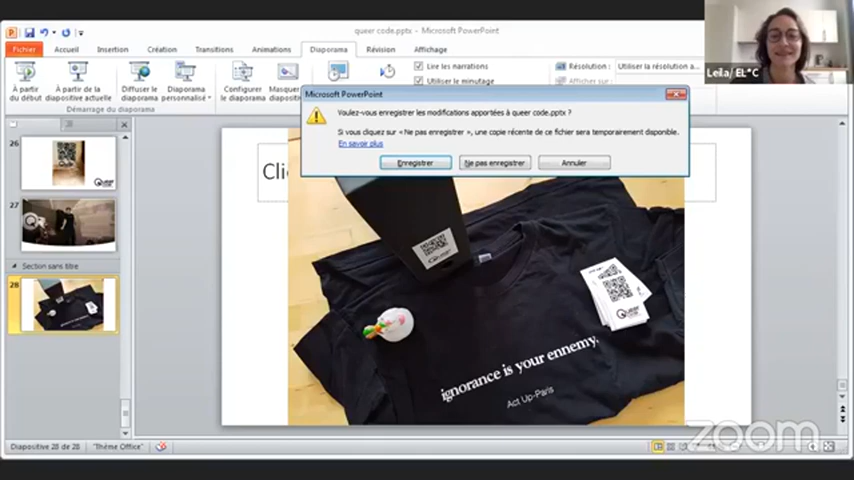 queer code.pptx - Microsoft PowerPoint
Fichier Accueil Insertion Création Transitions Animations Diaporama Révision Affichage
À partir du début
À partir de la diapositive actuelle
Diffuser le diaporama
Diaporama personnalisé
Configurer le diaporama
Masquer
Lire les narrations
Utiliser le minutage
Résolution :
Utiliser la résolution a...
Afficher sur :
Démarrage du diaporama
Leïla/ EL*C
Microsoft PowerPoint
Voulez-vous enregistrer les modifications apportées à queer code.pptx ?
Si vous cliquez sur « Ne pas enregistrer », une copie récente de ce fichier sera temporairement disponible.
En savoir plus
Enregistrer Ne pas enregistrer Annuler
26
27
Section sans titre
28
ignorance is your ennemy.
Act Up-Paris
zoom
Diapositive 28 de 28 "Thème Office"